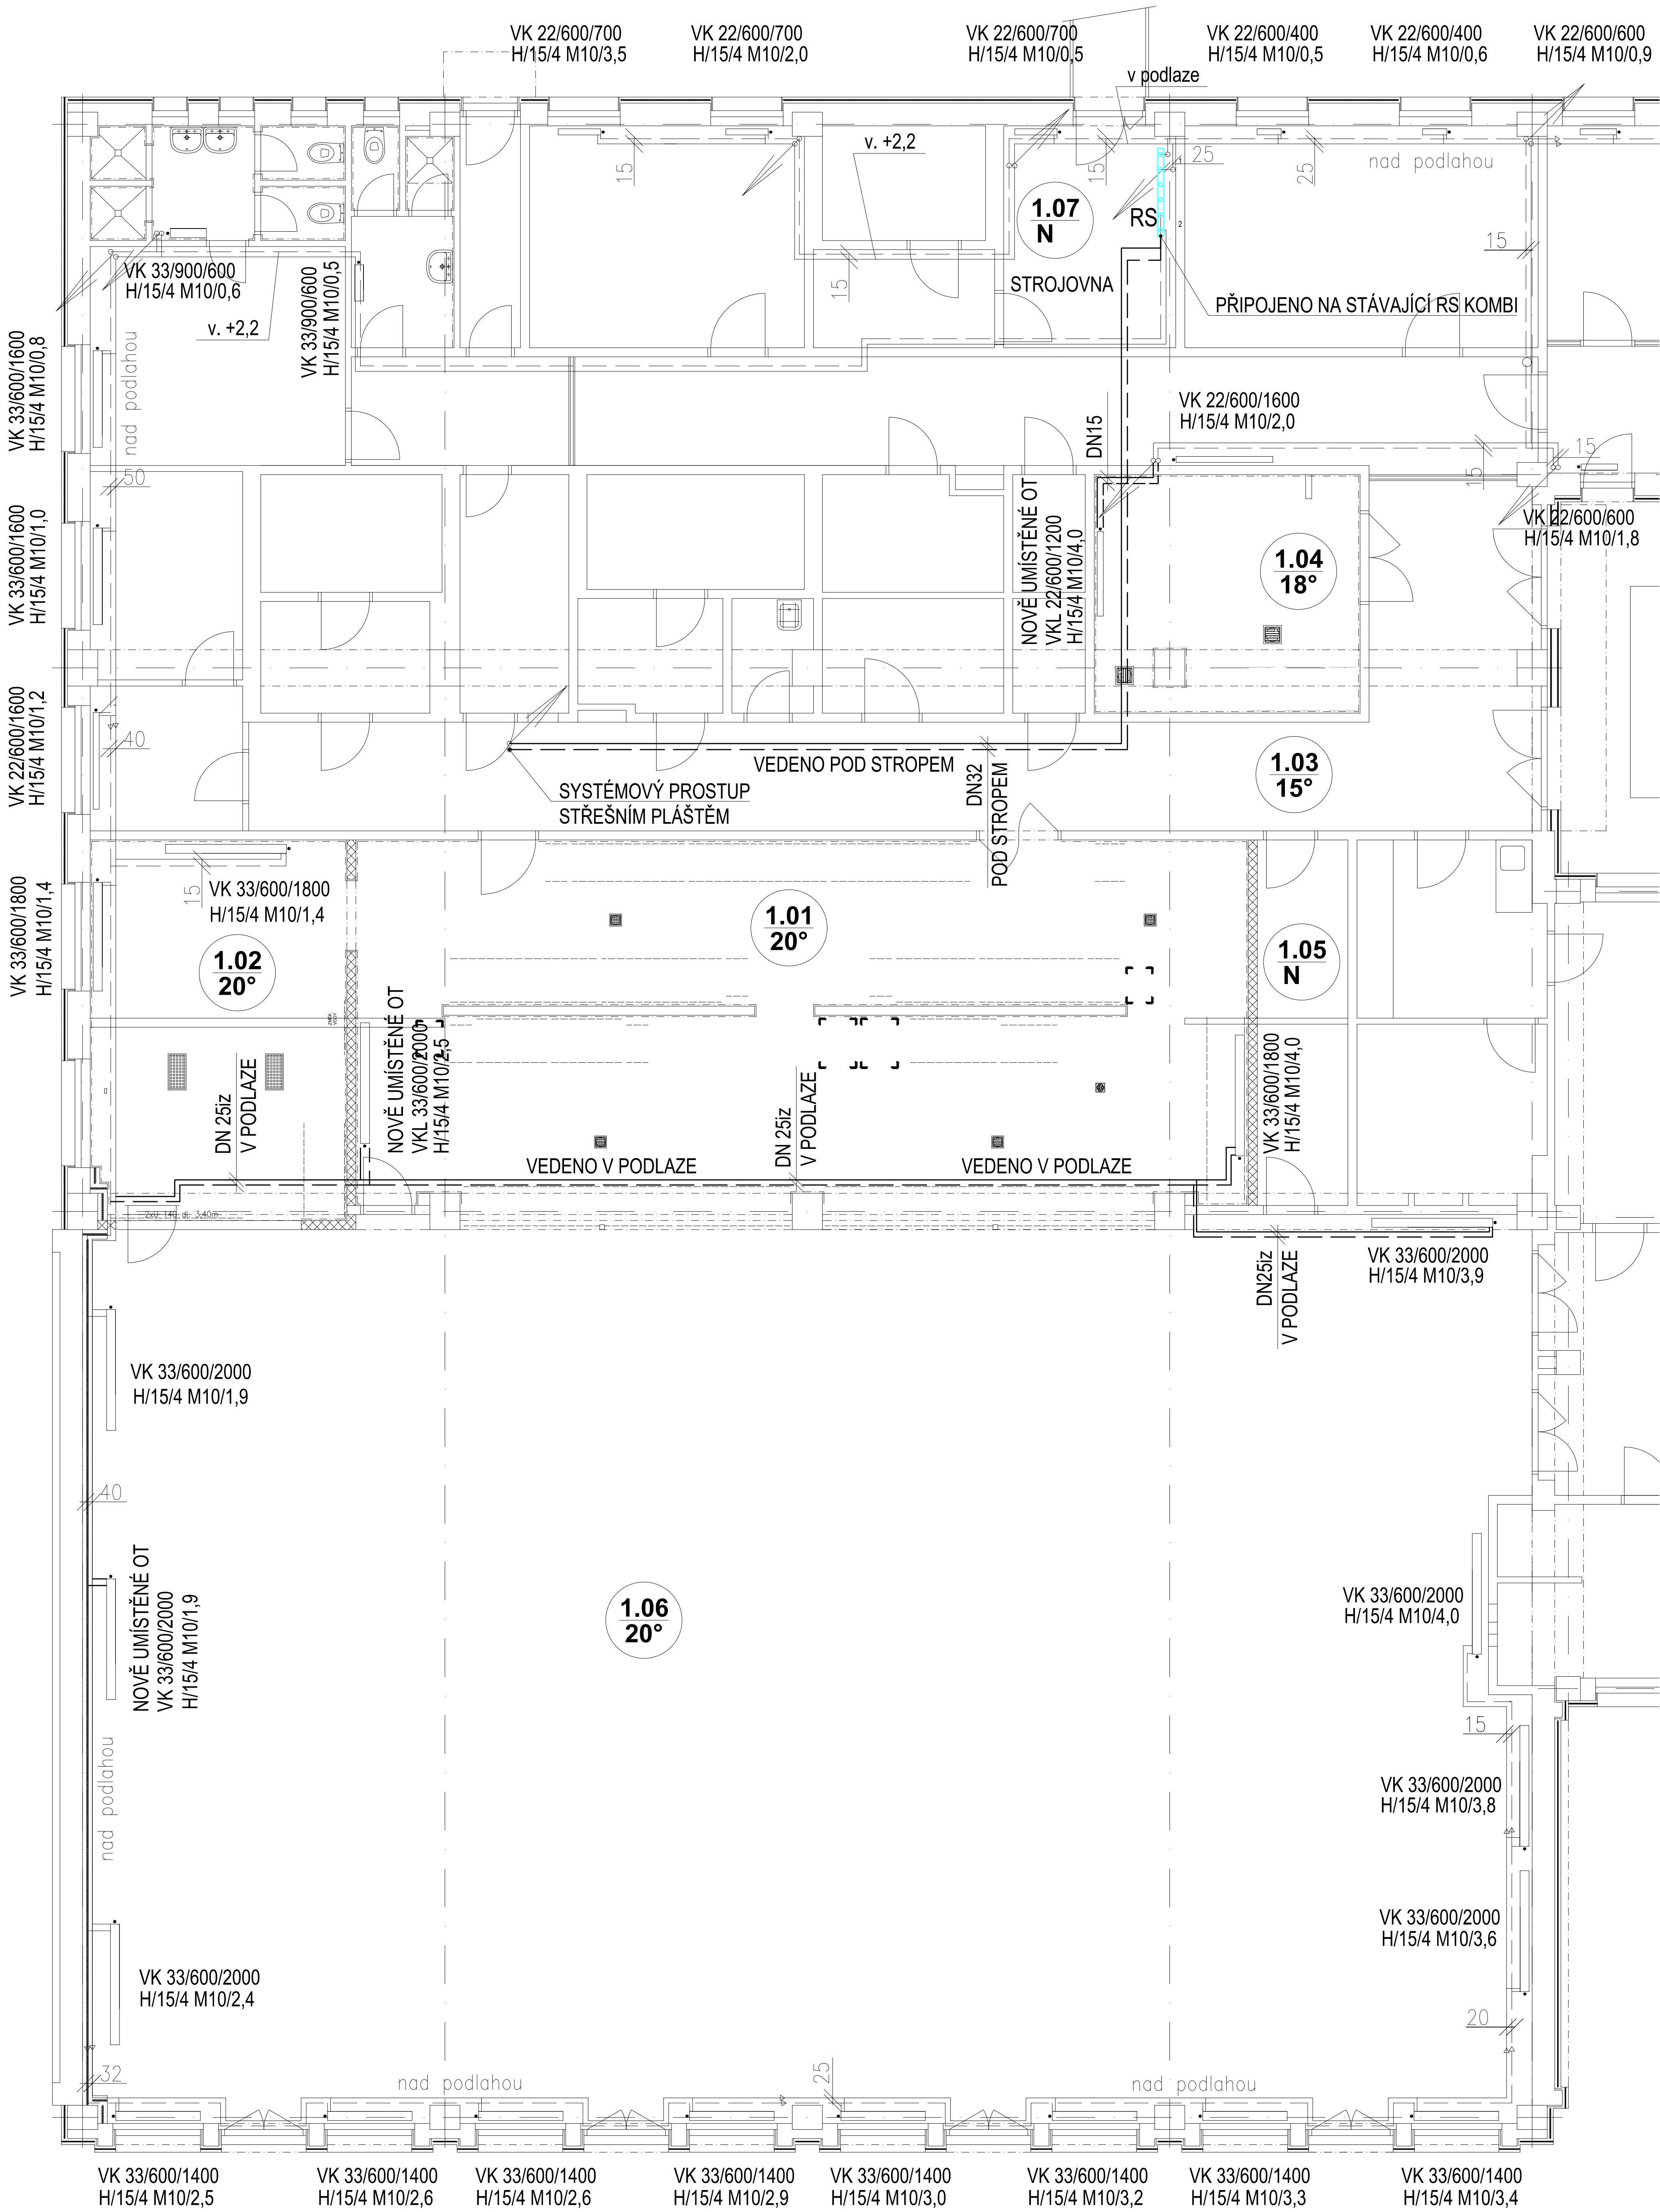 VK 22/600/700
H/15/4 M10/3,5
VK 22/600/700
H/15/4 M10/2,0
VK 22/600/700
H/15/4 M10/0,5
VK 22/600/400
H/15/4 M10/0,5
VK 22/600/400
H/15/4 M10/0,6
VK 22/600/600
H/15/4 M10/0,9
v podlaze
v. +2,2
15
15
25
25
nad podlahou
1.07
N
RS
1
2
15
15
STROJOVNA
PŘIPOJENO NA STÁVAJÍCÍ RS KOMBI
VK 33/900/600
H/15/4 M10/0,6
v. +2,2
VK 33/900/600
H/15/4 M10/0,5
VK 33/600/1600
H/15/4 M10/0,8
nad podlahou
DN15
VK 22/600/1600
H/15/4 M10/2,0
15
15
50
VK 33/600/1600
H/15/4 M10/1,0
NOVĚ UMÍSTĚNÉ OT
VKL 22/600/1200
H/15/4 M10/4,0
1.04
18°
VK 22/600/600
H/15/4 M10/1,8
VK 22/600/1600
H/15/4 M10/1,2
40
VEDENO POD STROPEM
DN32
POD STROPEM
1.03
15°
SYSTÉMOVÝ PROSTUP
STŘEŠNÍM PLÁŠTĚM
VK 33/600/1800
H/15/4 M10/1,4
15
VK 33/600/1800
H/15/4 M10/1,4
1.01
20°
1.02
20°
1.05
N
NOVĚ UMÍSTĚNÉ OT
VKL 33/600/2000
H/15/4 M10/2,5
DN 25iz
V PODLAZE
DN 25iz
V PODLAZE
VK 33/600/1800
H/15/4 M10/4,0
VEDENO V PODLAZE
VEDENO V PODLAZE
2xU 140 dl. 3,40m
DN25iz
V PODLAZE
VK 33/600/2000
H/15/4 M10/3,9
VK 33/600/2000
H/15/4 M10/1,9
40
NOVĚ UMÍSTĚNÉ OT
VK 33/600/2000
H/15/4 M10/1,9
1.06
20°
VK 33/600/2000
H/15/4 M10/4,0
nad podlahou
15
VK 33/600/2000
H/15/4 M10/3,8
VK 33/600/2000
H/15/4 M10/3,6
VK 33/600/2000
H/15/4 M10/2,4
20
32
nad podlahou
25
nad podlahou
VK 33/600/1400
H/15/4 M10/2,5
VK 33/600/1400
H/15/4 M10/2,6
VK 33/600/1400
H/15/4 M10/2,6
VK 33/600/1400
H/15/4 M10/2,9
VK 33/600/1400
H/15/4 M10/3,0
VK 33/600/1400
H/15/4 M10/3,2
VK 33/600/1400
H/15/4 M10/3,3
VK 33/600/1400
H/15/4 M10/3,4